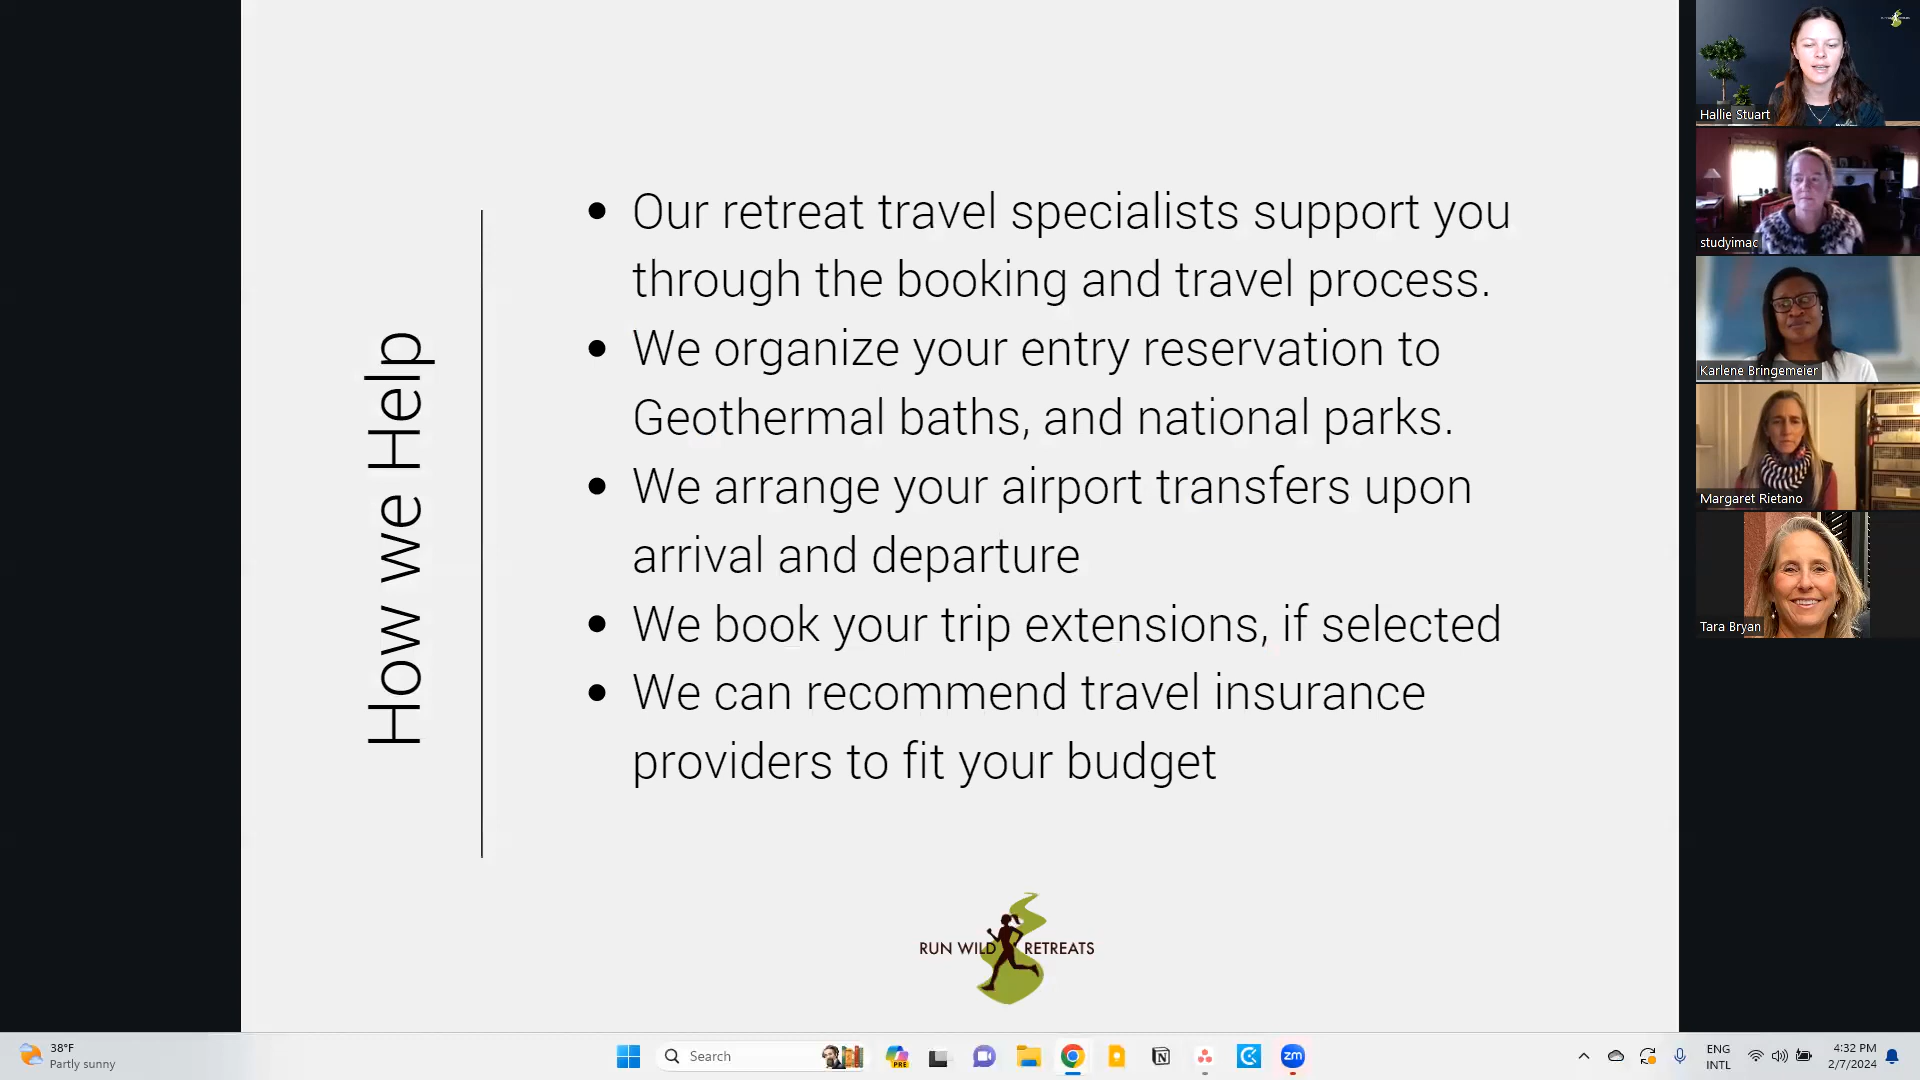 How we Help
• Our retreat travel specialists support you
through the booking and travel process.
• We organize your entry reservation to
Geothermal baths, and national parks.
• We arrange your airport transfers upon
arrival and departure
• We book your trip extensions, if selected
• We can recommend travel insurance
providers to fit your budget
RUN WILD RETREATS
Hallie Stuart
studyimac
Karlene Bringemeier
Margaret Rietano
Tara Bryan
38°F
Partly sunny
Search
PRE
zm
ENG
INTL
4:32 PM
2/7/2024